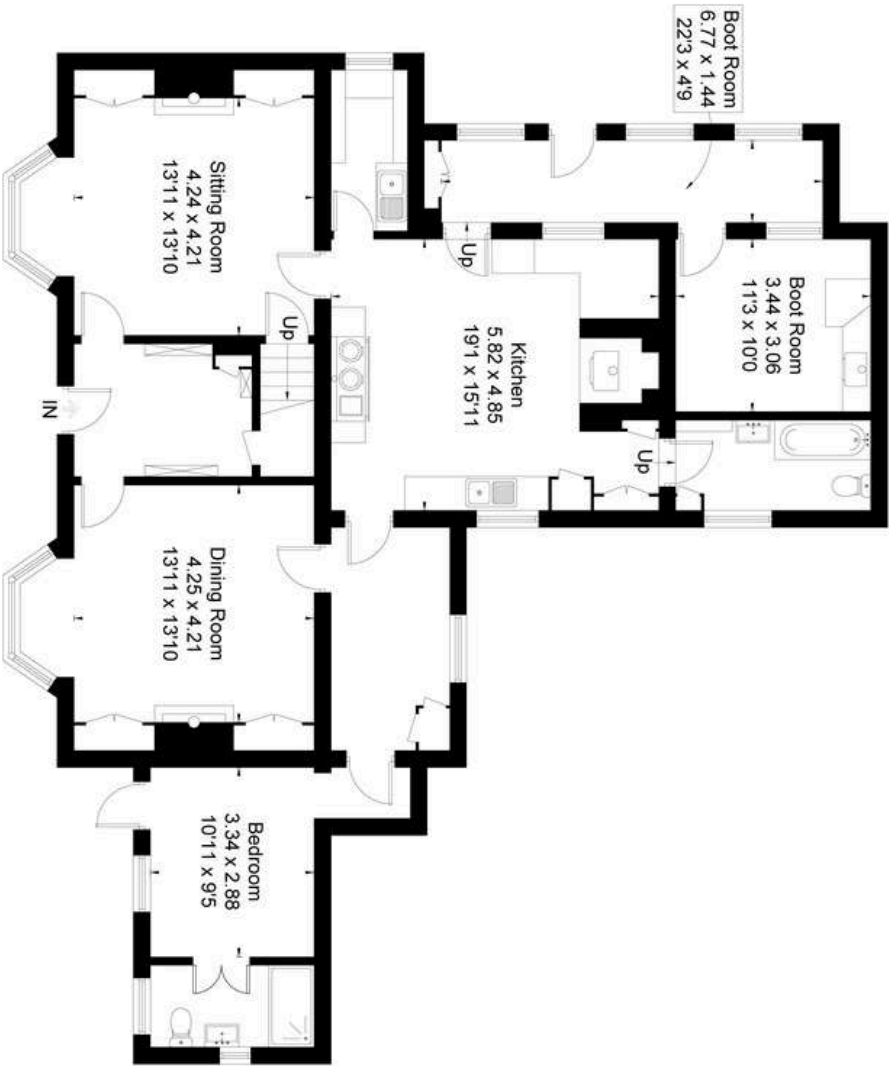 Boot Room
6.77 x 1.44
22'3 x 4'9
Boot Room
3.44 x 3.06
11'3 x 10'0
Up
Kitchen
5.82 x 4.85
19'1 x 15'11
Up
Sitting Room
4.24 x 4.21
13'11 x 13'10
Up
IN
Dining Room
4.25 x 4.21
13'11 x 13'10
Bedroom
3.34 x 2.88
10'11 x 9'5